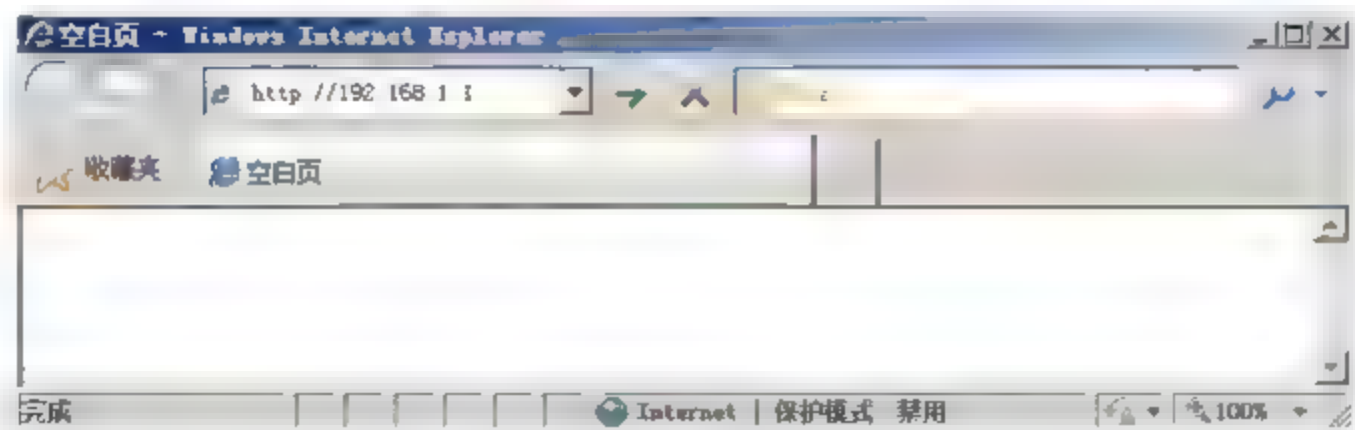 空白页 - Windows Internet Explorer
http //192 168 1 1
收藏夹 空白页
完成 Internet | 保护模式 禁用 100%